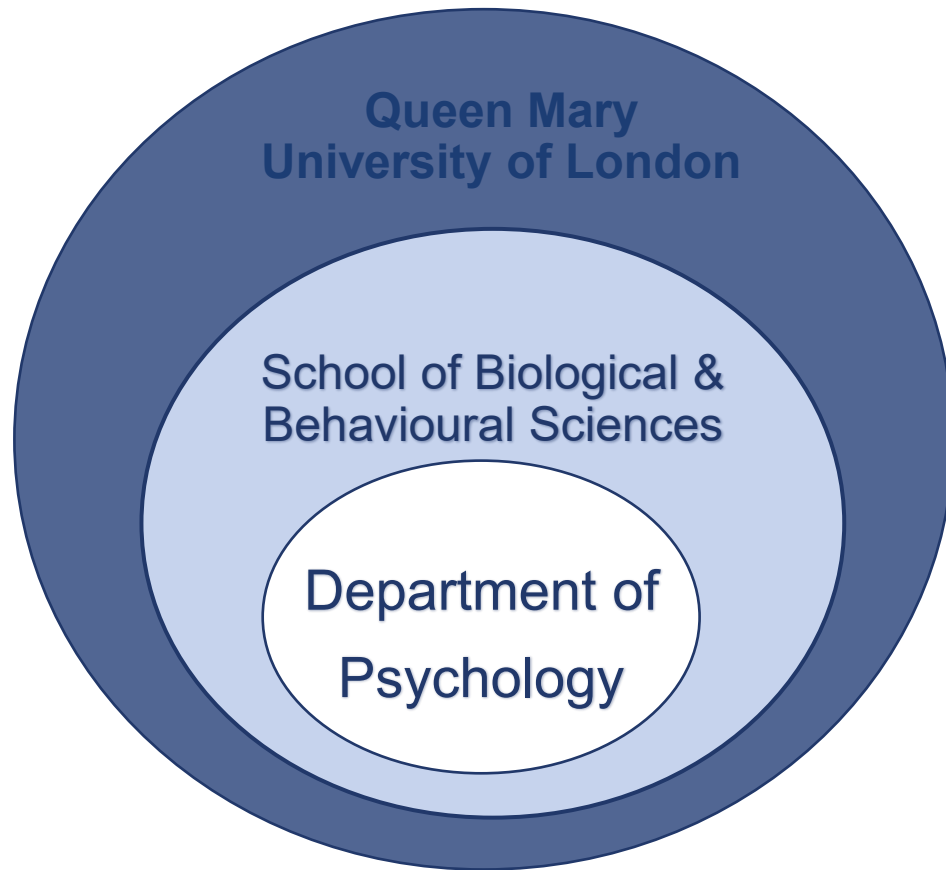 Queen Mary
University of London
School of Biological &
Behavioural Sciences
Department of
Psychology